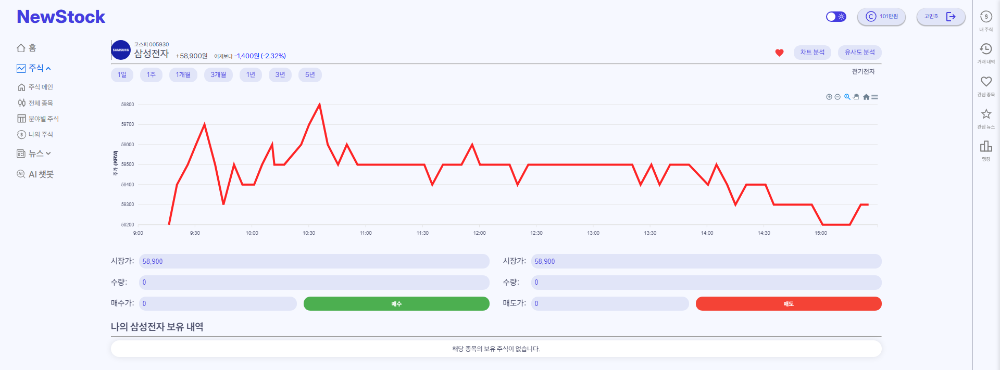 NewStock
101만원
고민호
홈
주식
주식 메인
전체 종목
분야별 주식
나의 주식
뉴스
AI
AI 챗봇
SAMSUNG
코스피 005930
삼성전자 +58,900원 어제보다 -1,400원 (-2.32%)
차트 분석
유사도 분석
1일 1주 1개월 3개월 1년 3년 5년
전기전자
주가 (KRW)
59800
59700
59600
59500
59400
59300
59200
9:00 9:30 10:00 10:30 11:00 11:30 12:00 12:30 13:00 13:30 14:00 14:30 15:00
시장가: 58,900
수량: 0
매수가: 0 매수
시장가: 58,900
수량: 0
매도가: 0 매도
나의 삼성전자 보유 내역
해당 종목의 보유 주식이 없습니다.
내 주식
거래 내역
관심 종목
관심 뉴스
랭킹